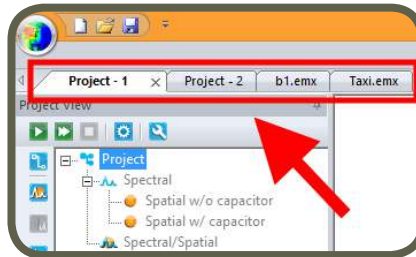 Project - 1 Project - 2 b1.emx Taxi.emx
Project View
Project
Spectral
Spatial w/o capacitor
Spatial w/ capacitor
Spectral/Spatial